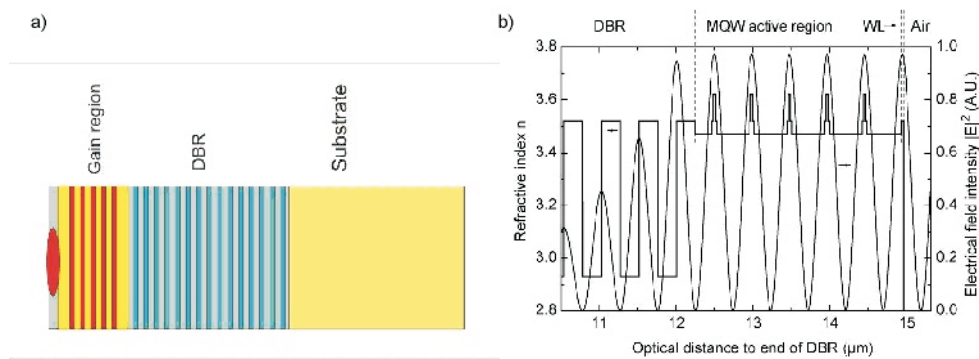 a)
Gain region
DBR
Substrate
b)
DBR
MQW active region
WL→
Air
3.8
3.6
3.4
3.2
3.0
2.8
Refractive index n
1.0
0.8
0.6
0.4
0.2
0.0
Electrical field intensity |E|² (A.U.)
11
12
13
14
15
Optical distance to end of DBR (μm)